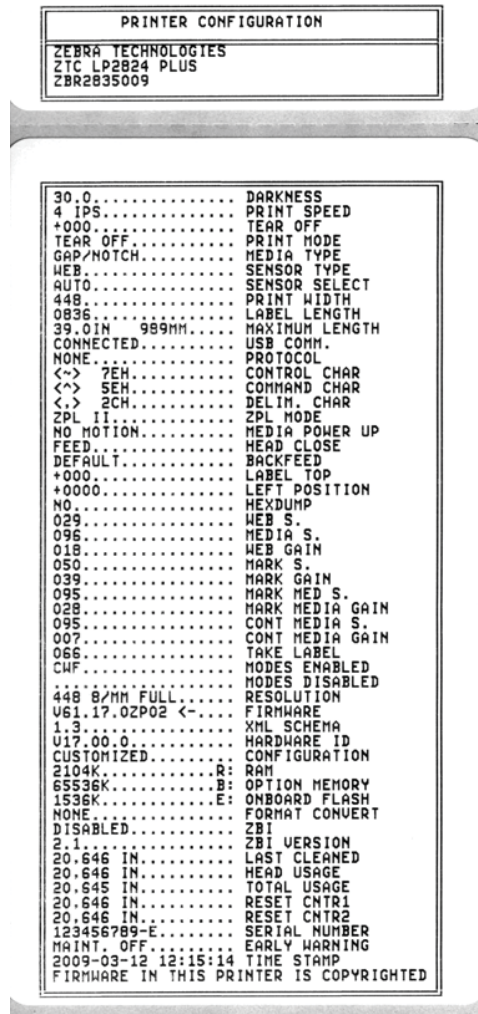 PRINTER CONFIGURATION
ZEBRA TECHNOLOGIES
ZTC LP2824 PLUS
ZBR2835009
30.0............... DARKNESS
4 IPS.............. PRINT SPEED
+000............... TEAR OFF
TEAR OFF........... PRINT MODE
GAP/NOTCH.......... MEDIA TYPE
WEB................ SENSOR TYPE
AUTO............... SENSOR SELECT
448................ PRINT WIDTH
0836............... LABEL LENGTH
39.0IN   989MM..... MAXIMUM LENGTH
CONNECTED.......... USB COMM.
NONE............... PROTOCOL
<~>  7EH........... CONTROL CHAR
<^>  5EH........... COMMAND CHAR
<,>  2CH........... DELIM. CHAR
ZPL II............. ZPL MODE
NO MOTION.......... MEDIA POWER UP
FEED............... HEAD CLOSE
DEFAULT............ BACKFEED
+000............... LABEL TOP
+0000.............. LEFT POSITION
NO................. HEXDUMP
029................ WEB S.
096................ MEDIA S.
018................ WEB GAIN
050................ MARK S.
039................ MARK GAIN
095................ MARK MED S.
028................ MARK MEDIA GAIN
095................ CONT MEDIA S.
007................ CONT MEDIA GAIN
066................ TAKE LABEL
CWF................ MODES ENABLED
................... MODES DISABLED
448 8/MM FULL...... RESOLUTION
V61.17.0ZP02 <-.... FIRMWARE
1.3................ XML SCHEMA
V17.00.0........... HARDWARE ID
CUSTOMIZED......... CONFIGURATION
2104K............R: RAM
65536K...........B: OPTION MEMORY
1536K............E: ONBOARD FLASH
NONE............... FORMAT CONVERT
DISABLED........... ZBI
2.1................ ZBI VERSION
20.646 IN.......... LAST CLEANED
20.646 IN.......... HEAD USAGE
20.645 IN.......... TOTAL USAGE
20.646 IN.......... RESET CNTR1
20.646 IN.......... RESET CNTR2
123456789-E........ SERIAL NUMBER
MAINT. OFF......... EARLY WARNING
2009-03-12 12:15:14 TIME STAMP
FIRMWARE IN THIS PRINTER IS COPYRIGHTED